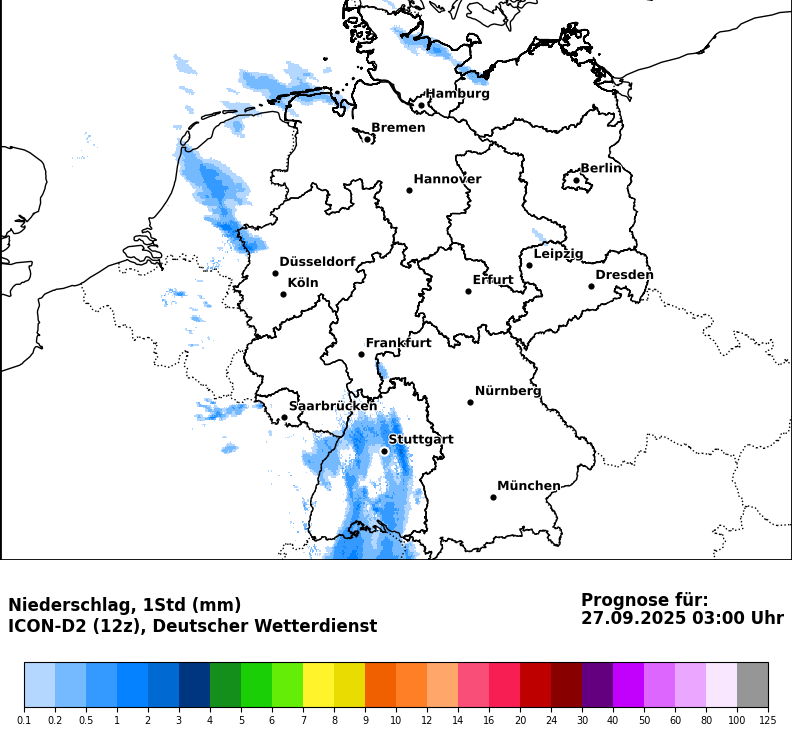 Hamburg
Bremen
Berlin
Hannover
Leipzig
Düsseldorf
Dresden
Köln
Erfurt
Frankfurt
Nürnberg
Saarbrücken
Stuttgart
München
Niederschlag, 1Std (mm)
ICON-D2 (12z), Deutscher Wetterdienst
Prognose für:
27.09.2025 03:00 Uhr
0.1 0.2 0.5 1 2 3 4 5 6 7 8 9 10 12 14 16 20 24 30 40 50 60 80 100 125